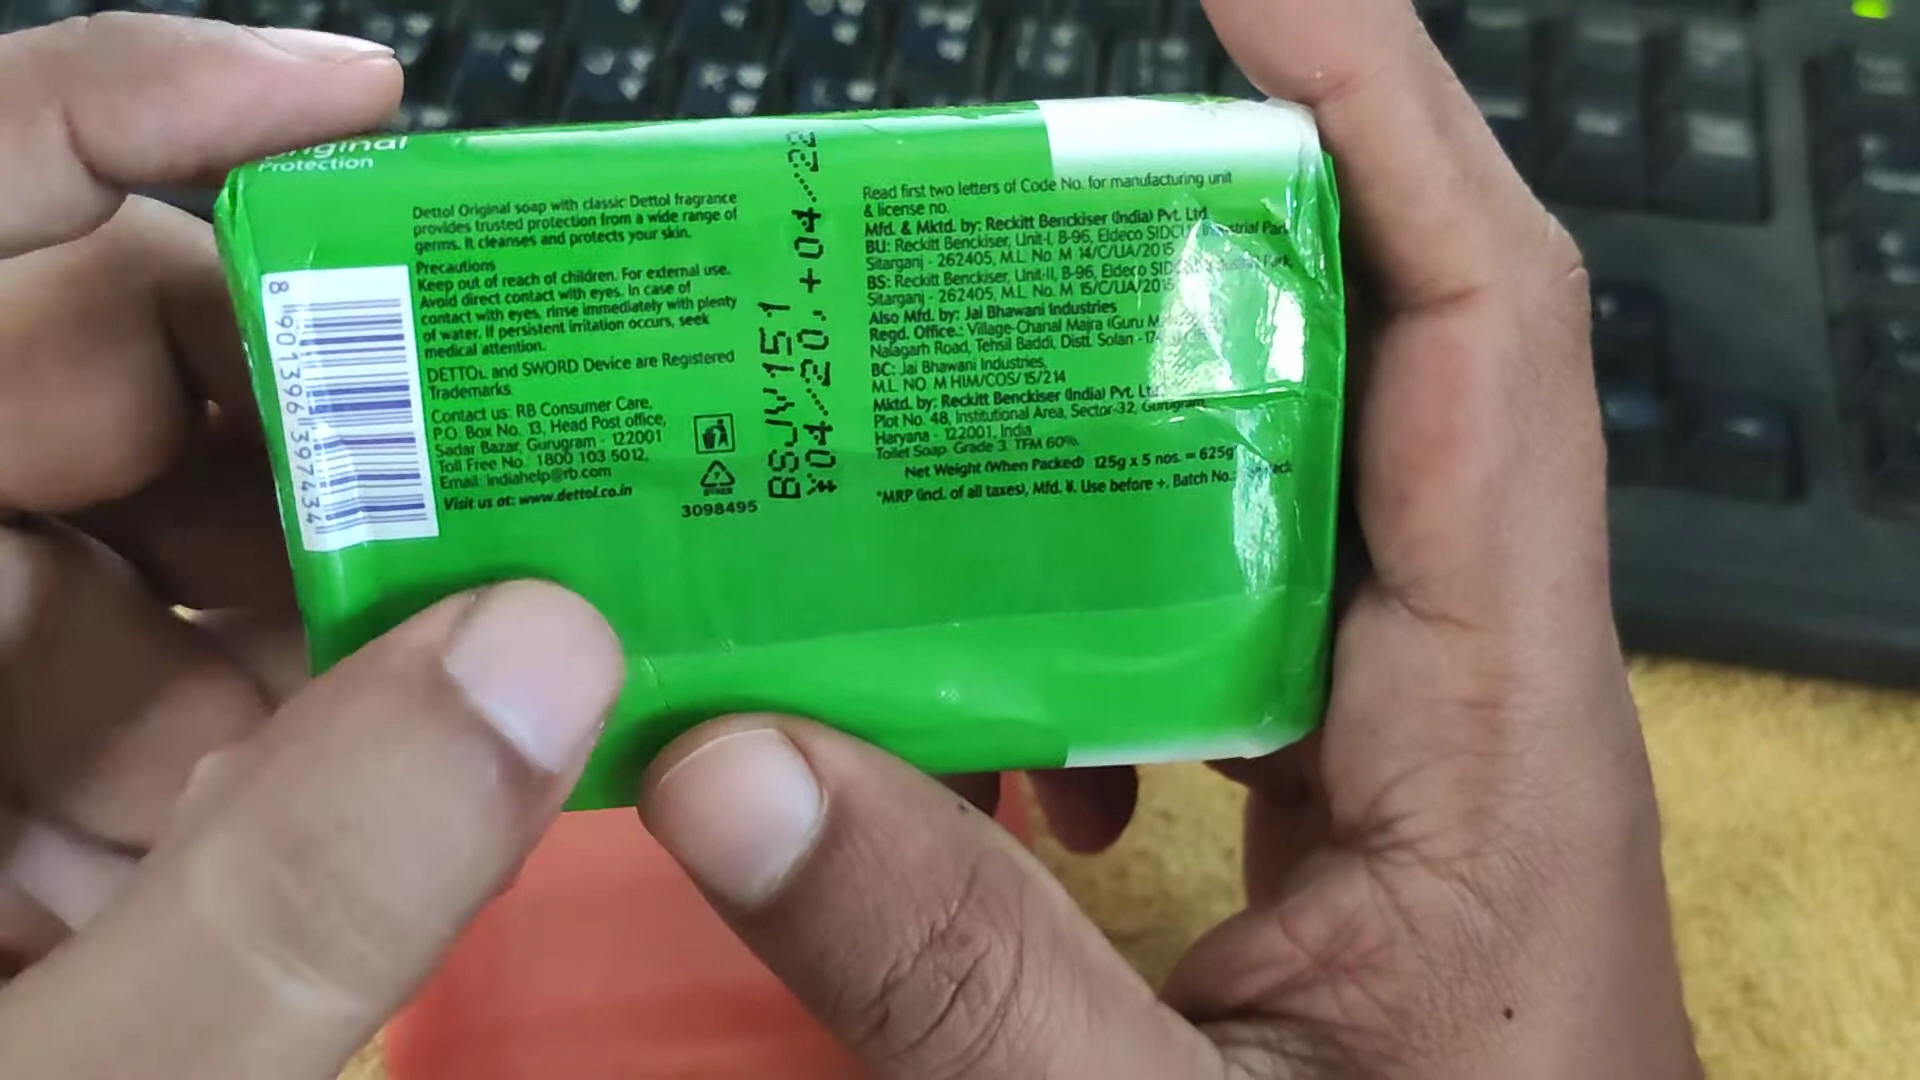 Original
Protection
Dettol Original soap with classic Dettol fragrance
provides trusted protection from a wide range of
germs. It cleanses and protects your skin.
Precautions
Keep out of reach of children. For external use.
Avoid direct contact with eyes. In case of
contact with eyes, rinse immediately with plenty
of water. If persistent irritation occurs, seek
medical attention.
DETTOL and SWORD Device are Registered
Trademarks
Contact us: RB Consumer Care,
P.O. Box No. 13, Head Post office,
Sadar Bazar, Gurugram - 122001
Toll Free No.: 1800 103 5012,
Email: indiahelp@rb.com
Visit us at: www.dettol.co.in
8 901396 397434
7
OTHER
3098495
BSJV151
¥04/20,+04/22
Read first two letters of Code No. for manufacturing unit
& license no.
Mfd. & Mktd. by: Reckitt Benckiser (India) Pvt. Ltd.
BU: Reckitt Benckiser, Unit-I, B-96, Eldeco Park
Sitarganj - 262405, M.L. No. M 14/C/UA/2015
BS: Reckitt Benckiser, Unit-II, B-96, Eldeco Park,
Sitarganj - 262405, M.L. No. M 15/C/UA/2015
Also Mfd. by: Jai Bhawani Industries
Regd. Office.: Village-Chanal Majra (Guru
Nalagarh Road, Tehsil Baddi, Distt. Solan -
BC: Jai Bhawani Industries,
M.L. NO. M HIM/COS/15/214
Mktd. by: Reckitt Benckiser (India) Pvt. Ltd.
Plot No. 48, Institutional Area, Sector-32, Gurugram,
Haryana - 122001, India
Toilet Soap. Grade 3. TFM 60%.
Net Weight (When Packed) 125g x 5 nos. = 625g
*MRP (incl. of all taxes), Mfd. ¥. Use before +. Batch No.